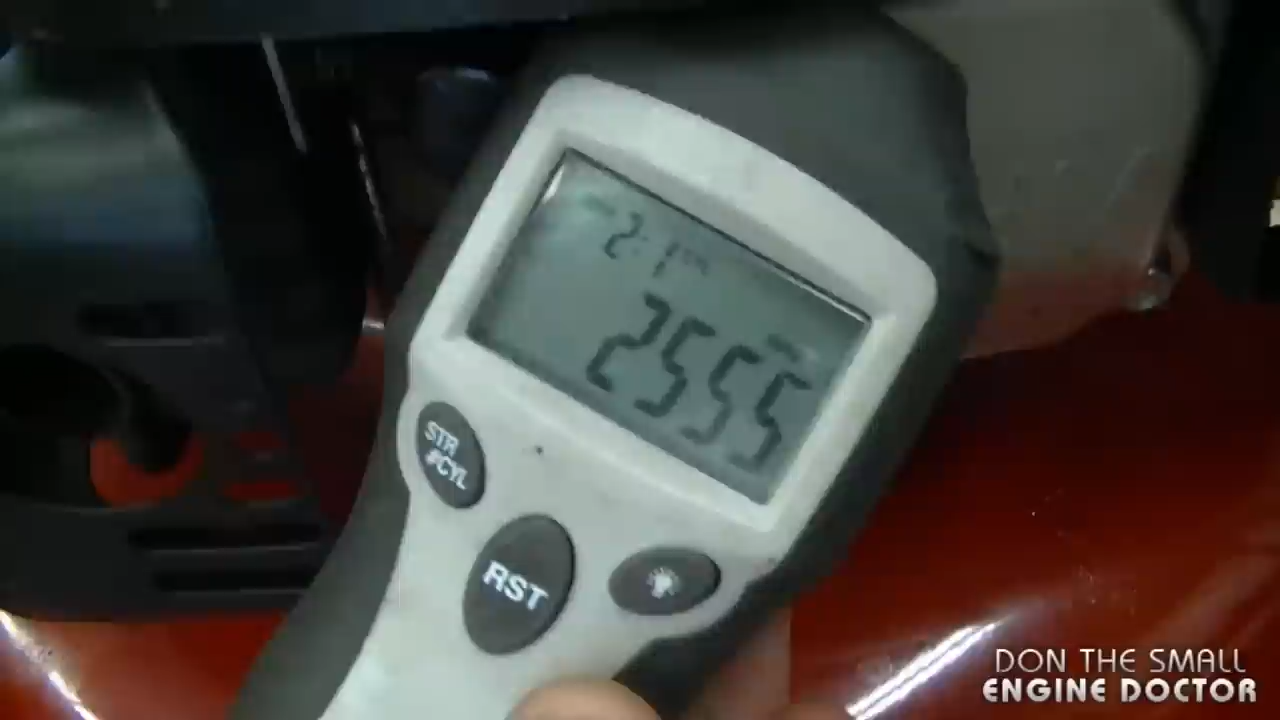 2:1
2555
STR
#CYL
RST
DON THE SMALL
ENGINE DOCTOR